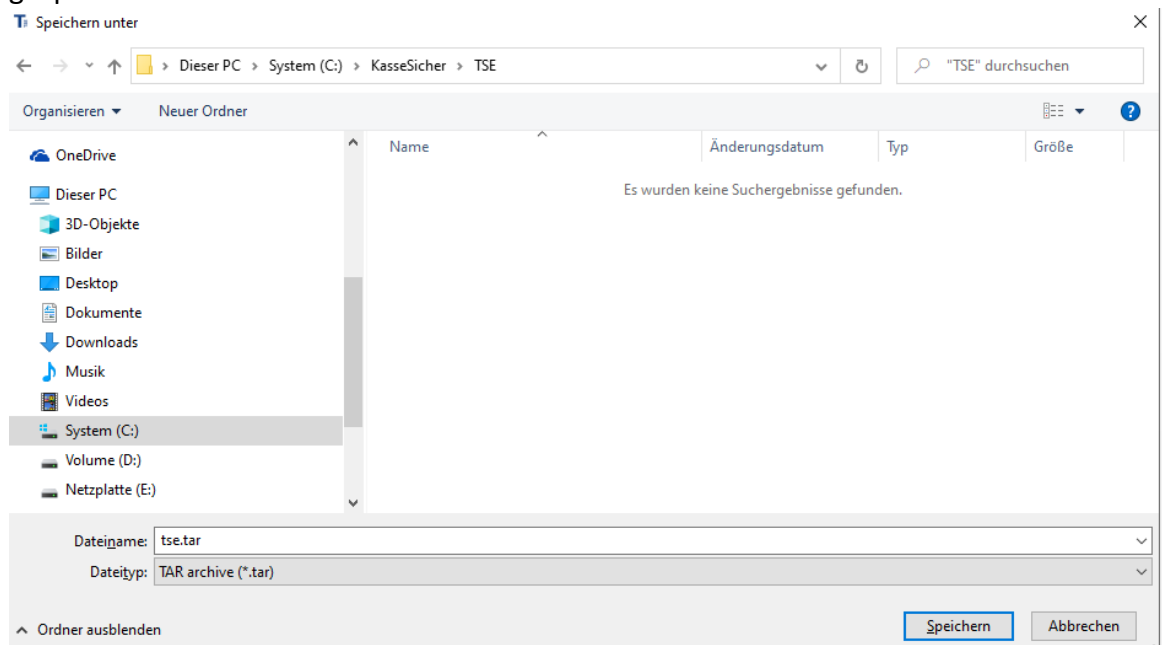 Speichern unter
Dieser PC > System (C:) > KasseSicher > TSE
"TSE" durchsuchen
Organisieren
Neuer Ordner
Name
Änderungsdatum
Typ
Größe
Es wurden keine Suchergebnisse gefunden.
OneDrive
Dieser PC
3D-Objekte
Bilder
Desktop
Dokumente
Downloads
Musik
Videos
System (C:)
Volume (D:)
Netzplatte (E:)
Dateiname: tse.tar
Dateityp: TAR archive (*.tar)
Ordner ausblenden
Speichern
Abbrechen